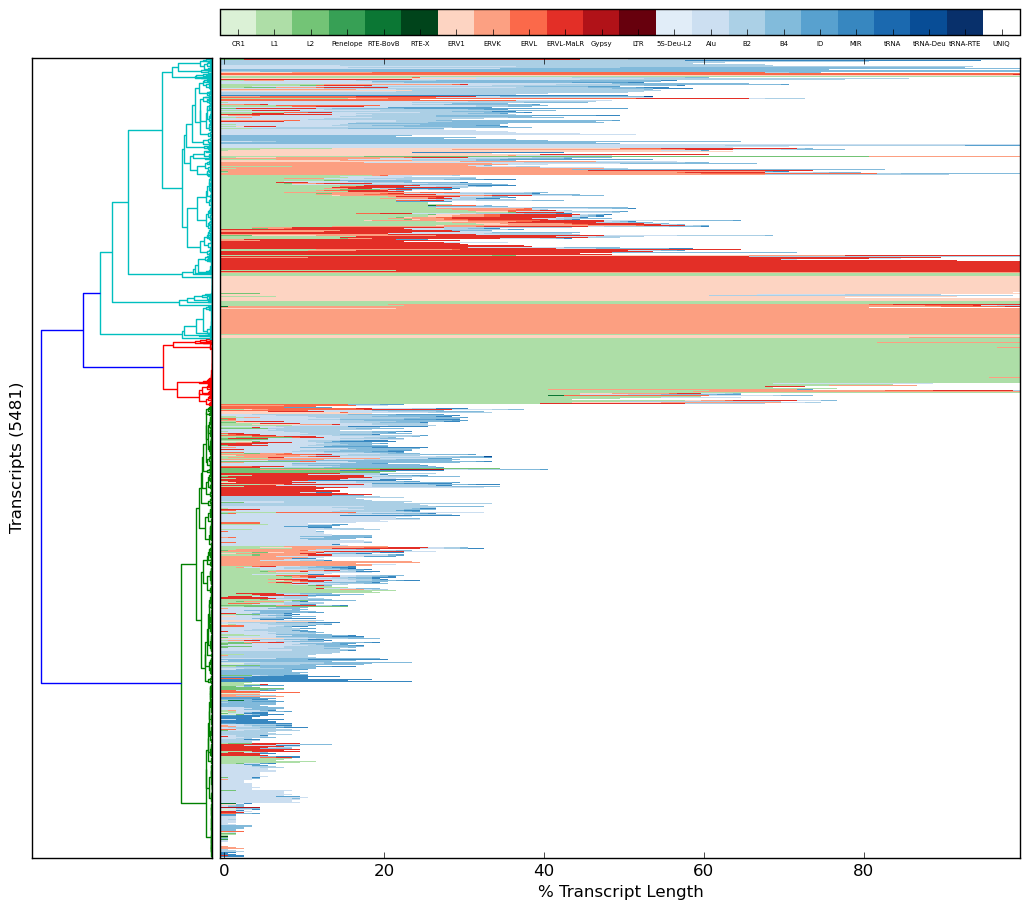 CR1 L1 L2 Penelope RTE-BovB RTE-X ERV1 ERVK ERVL ERVL-MaLR Gypsy LTR 5S-Deu-L2 Alu B2 B4 ID MIR tRNA tRNA-Deu tRNA-RTE UNIQ
Transcripts (5481)
0 20 40 60 80
% Transcript Length